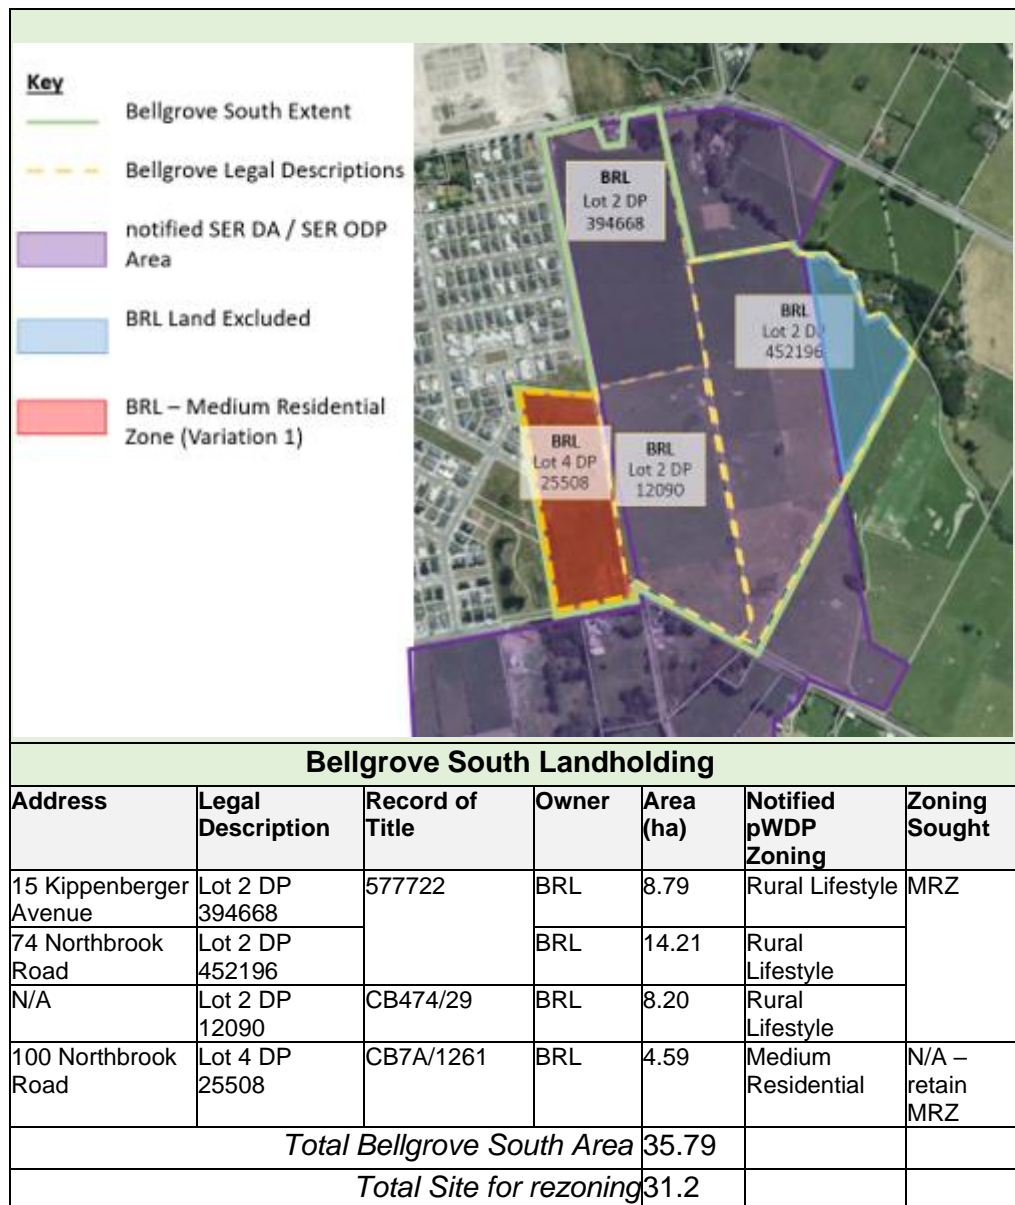 Key
Bellgrove South Extent
Bellgrove Legal Descriptions
notified SER DA / SER ODP
Area
BRL Land Excluded
BRL – Medium Residential
Zone (Variation 1)
BRL
Lot 2 DP
394668
BRL
Lot 2 D
452196
BRL
Lot 4 DP
25508
BRL
Lot 2 DP
12090
Bellgrove South Landholding
Address Legal Description Record of Title Owner Area (ha) Notified pWDP Zoning Zoning Sought
15 Kippenberger Avenue Lot 2 DP 394668 577722 BRL 8.79 Rural Lifestyle MRZ
74 Northbrook Road Lot 2 DP 452196 BRL 14.21 Rural Lifestyle
N/A Lot 2 DP 12090 CB474/29 BRL 8.20 Rural Lifestyle
100 Northbrook Road Lot 4 DP 25508 CB7A/1261 BRL 4.59 Medium Residential N/A – retain MRZ
Total Bellgrove South Area 35.79
Total Site for rezoning 31.2